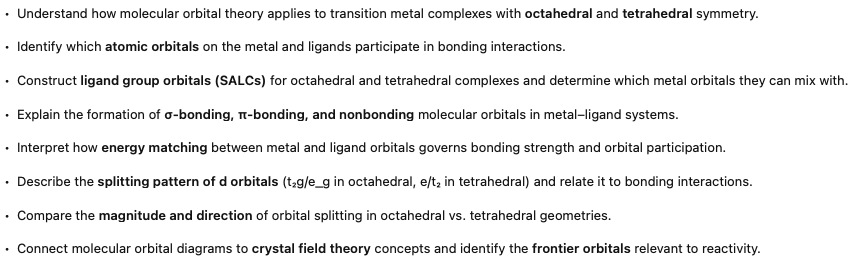 • Understand how molecular orbital theory applies to transition metal complexes with octahedral and tetrahedral symmetry.
• Identify which atomic orbitals on the metal and ligands participate in bonding interactions.
• Construct ligand group orbitals (SALCs) for octahedral and tetrahedral complexes and determine which metal orbitals they can mix with.
• Explain the formation of σ-bonding, π-bonding, and nonbonding molecular orbitals in metal–ligand systems.
• Interpret how energy matching between metal and ligand orbitals governs bonding strength and orbital participation.
• Describe the splitting pattern of d orbitals (t₂g/e_g in octahedral, e/t₂ in tetrahedral) and relate it to bonding interactions.
• Compare the magnitude and direction of orbital splitting in octahedral vs. tetrahedral geometries.
• Connect molecular orbital diagrams to crystal field theory concepts and identify the frontier orbitals relevant to reactivity.